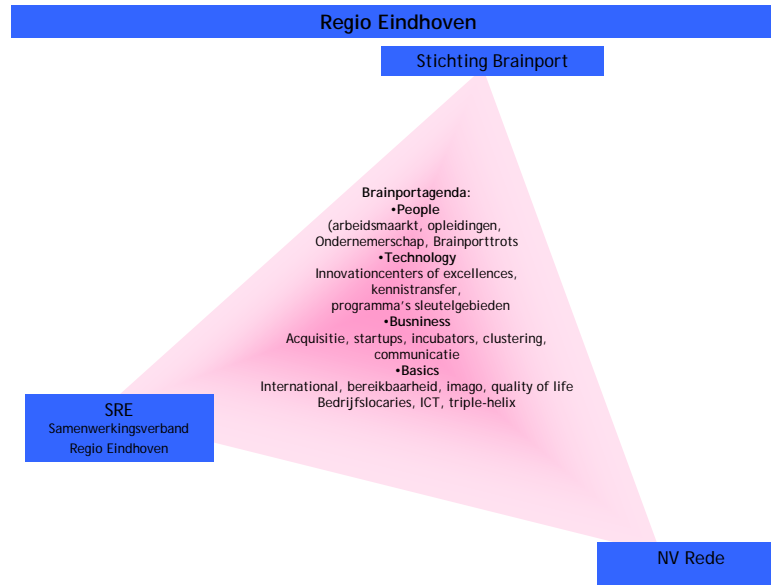 Regio Eindhoven
Stichting Brainport
Brainportagenda:
•People
(arbeidsmaarkt, opleidingen,
Ondernemerschap, Brainporttrots
•Technology
Innovationcenters of excellences,
kennistransfer,
programma's sleutelgebieden
•Busniness
Acquisitie, startups, incubators, clustering,
communicatie
•Basics
International, bereikbaarheid, imago, quality of life
Bedrijfslocaries, ICT, triple-helix
SRE
Samenwerkingsverband
Regio Eindhoven
NV Rede